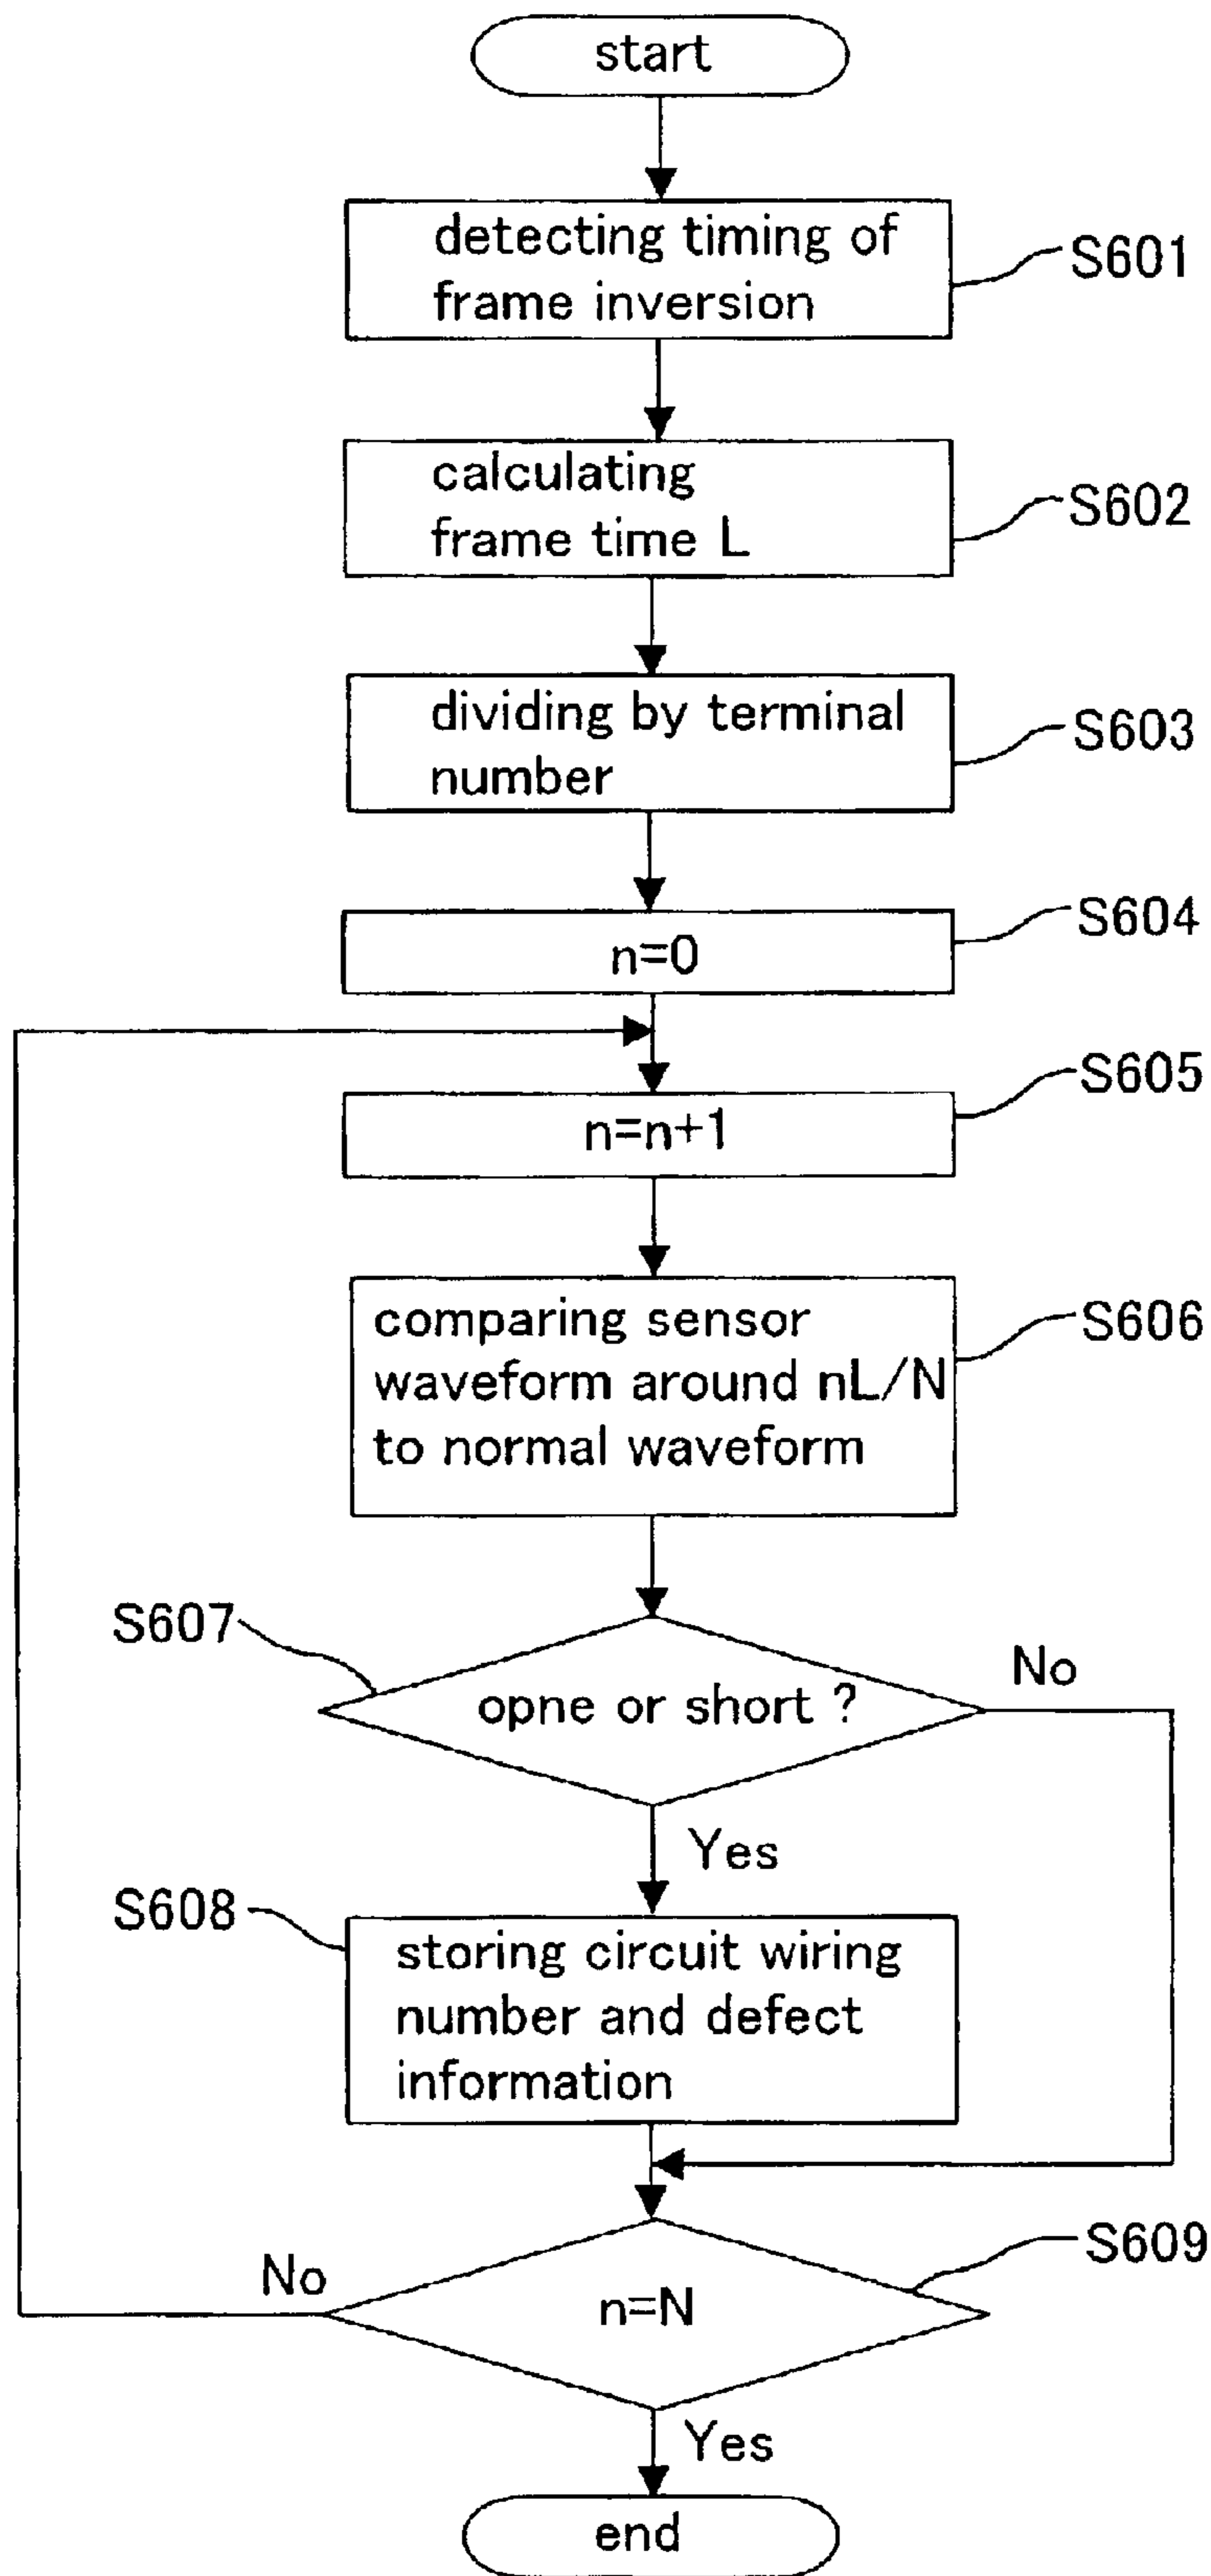 start
detecting timing of
frame inversion
S601
calculating
frame time L
S602
dividing by terminal
number
S603
n=0
S604
n=n+1
S605
comparing sensor
waveform around nL/N
to normal waveform
S606
S607
opne or short ?
No
Yes
S608
storing circuit wiring
number and defect
information
S609
No
n=N
Yes
end